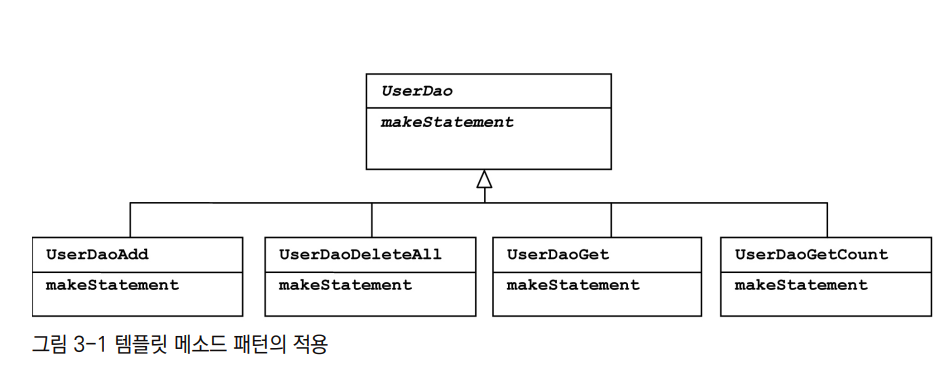 UserDao
makeStatement
UserDaoAdd
makeStatement
UserDaoDeleteAll
makeStatement
UserDaoGet
makeStatement
UserDaoGetCount
makeStatement
그림 3-1 템플릿 메소드 패턴의 적용